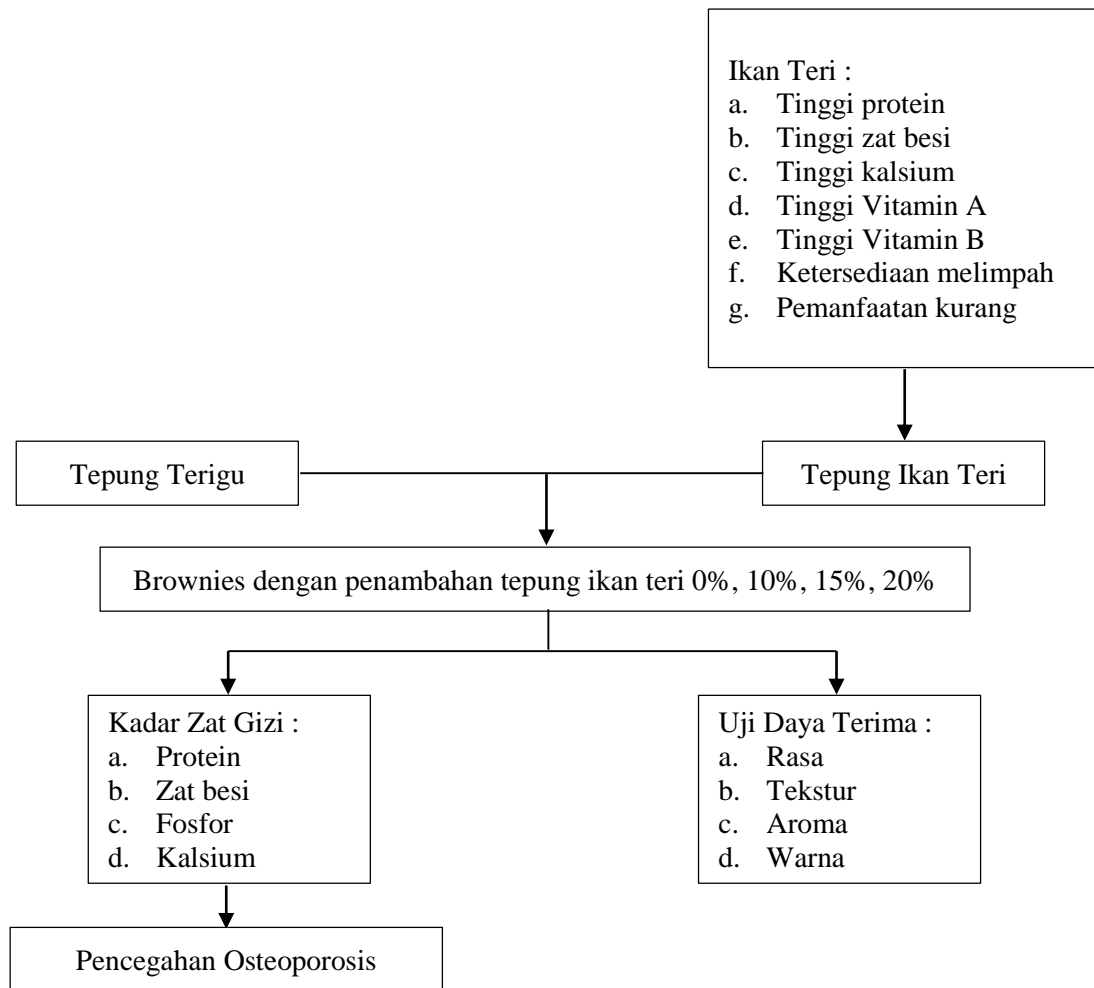 Ikan Teri :
a. Tinggi protein
b. Tinggi zat besi
c. Tinggi kalsium
d. Tinggi Vitamin A
e. Tinggi Vitamin B
f. Ketersediaan melimpah
g. Pemanfaatan kurang
Tepung Terigu
Tepung Ikan Teri
Brownies dengan penambahan tepung ikan teri 0%, 10%, 15%, 20%
Kadar Zat Gizi :
a. Protein
b. Zat besi
c. Fosfor
d. Kalsium
Uji Daya Terima :
a. Rasa
b. Tekstur
c. Aroma
d. Warna
Pencegahan Osteoporosis